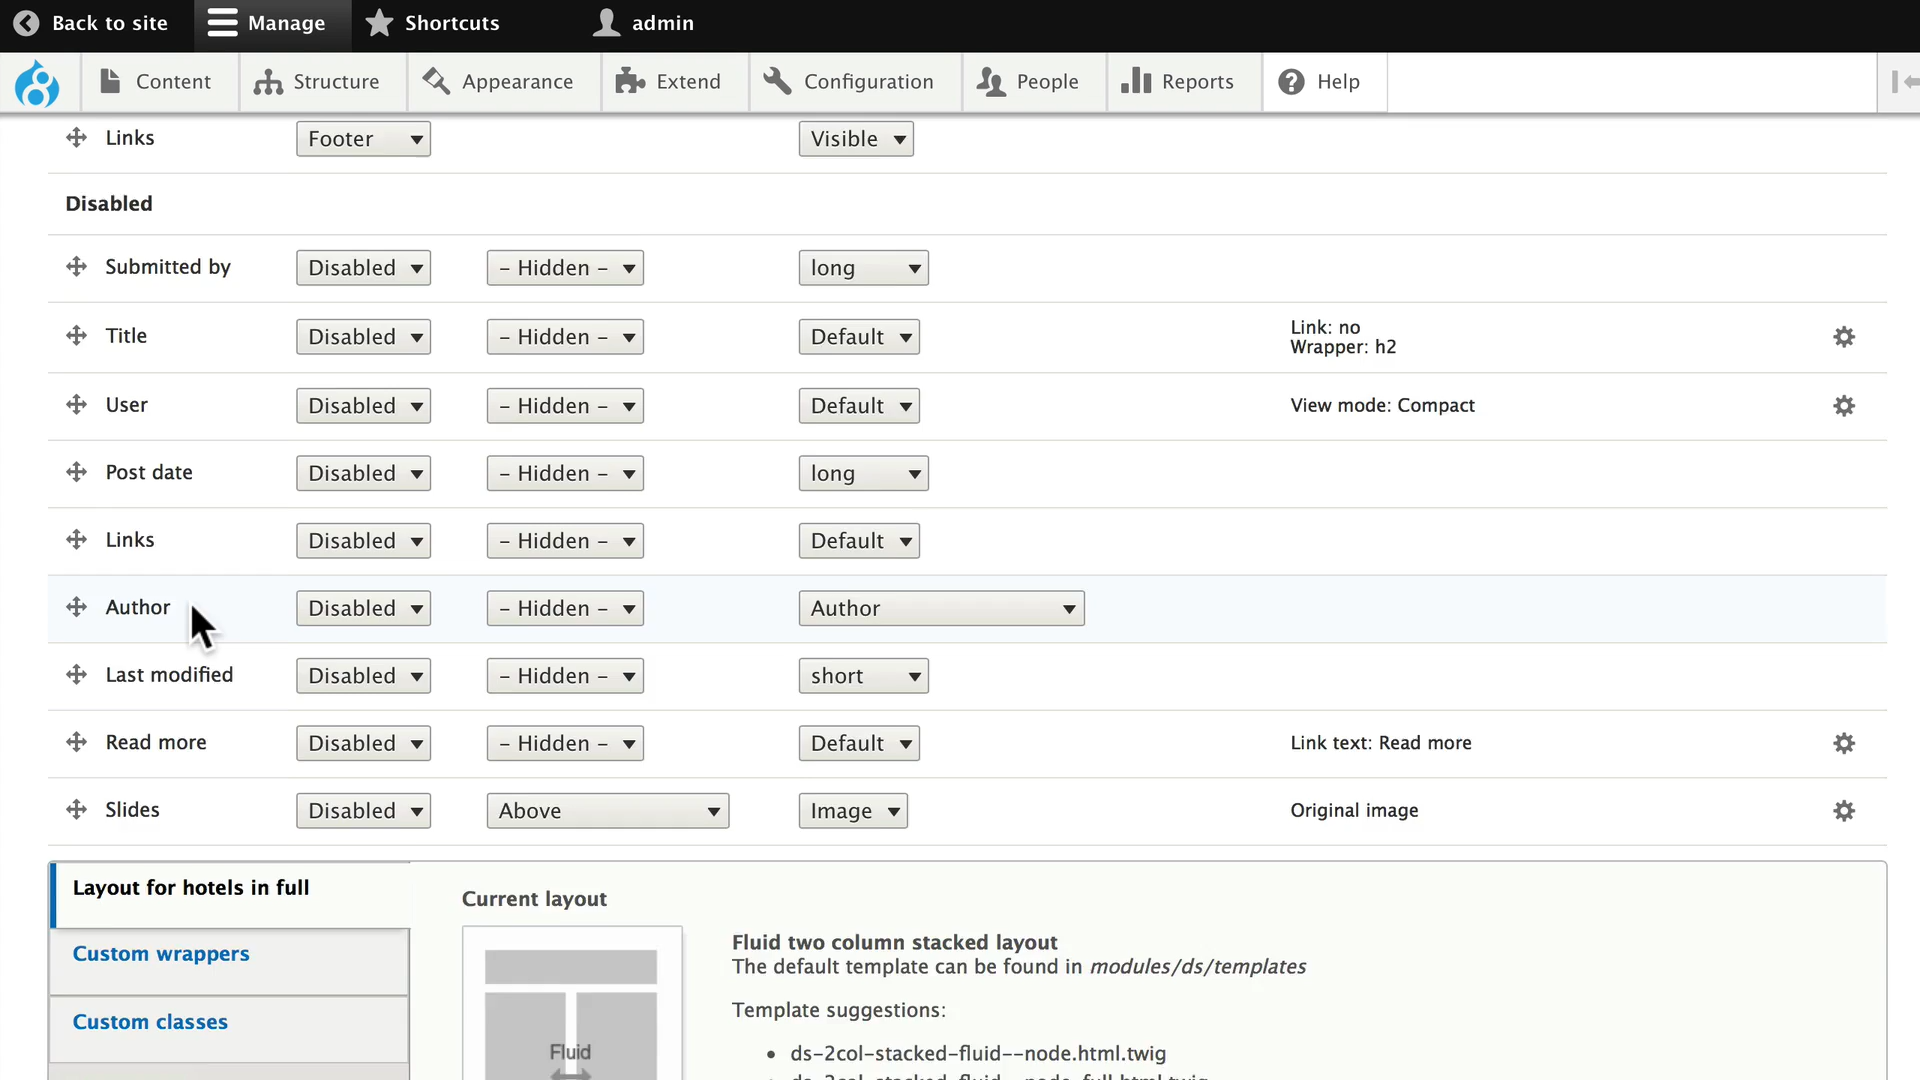 Back to site Manage Shortcuts admin
Content Structure Appearance Extend Configuration People Reports Help
Links Footer Visible
Disabled
Submitted by Disabled - Hidden - long
Title Disabled - Hidden - Default Link: no
Wrapper: h2
User Disabled - Hidden - Default View mode: Compact
Post date Disabled - Hidden - long
Links Disabled - Hidden - Default
Author Disabled - Hidden - Author
Last modified Disabled - Hidden - short
Read more Disabled - Hidden - Default Link text: Read more
Slides Disabled Above Image Original image
Layout for hotels in full
Custom wrappers
Custom classes
Current layout
Fluid
Fluid two column stacked layout
The default template can be found in modules/ds/templates
Template suggestions:
ds-2col-stacked-fluid--node.html.twig